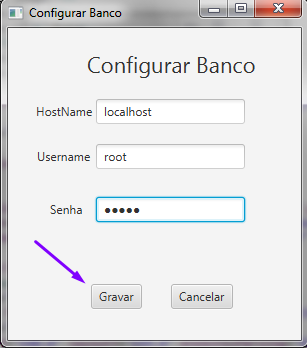 Configurar Banco
Configurar Banco
HostName localhost
Username root
Senha •••••
Gravar Cancelar